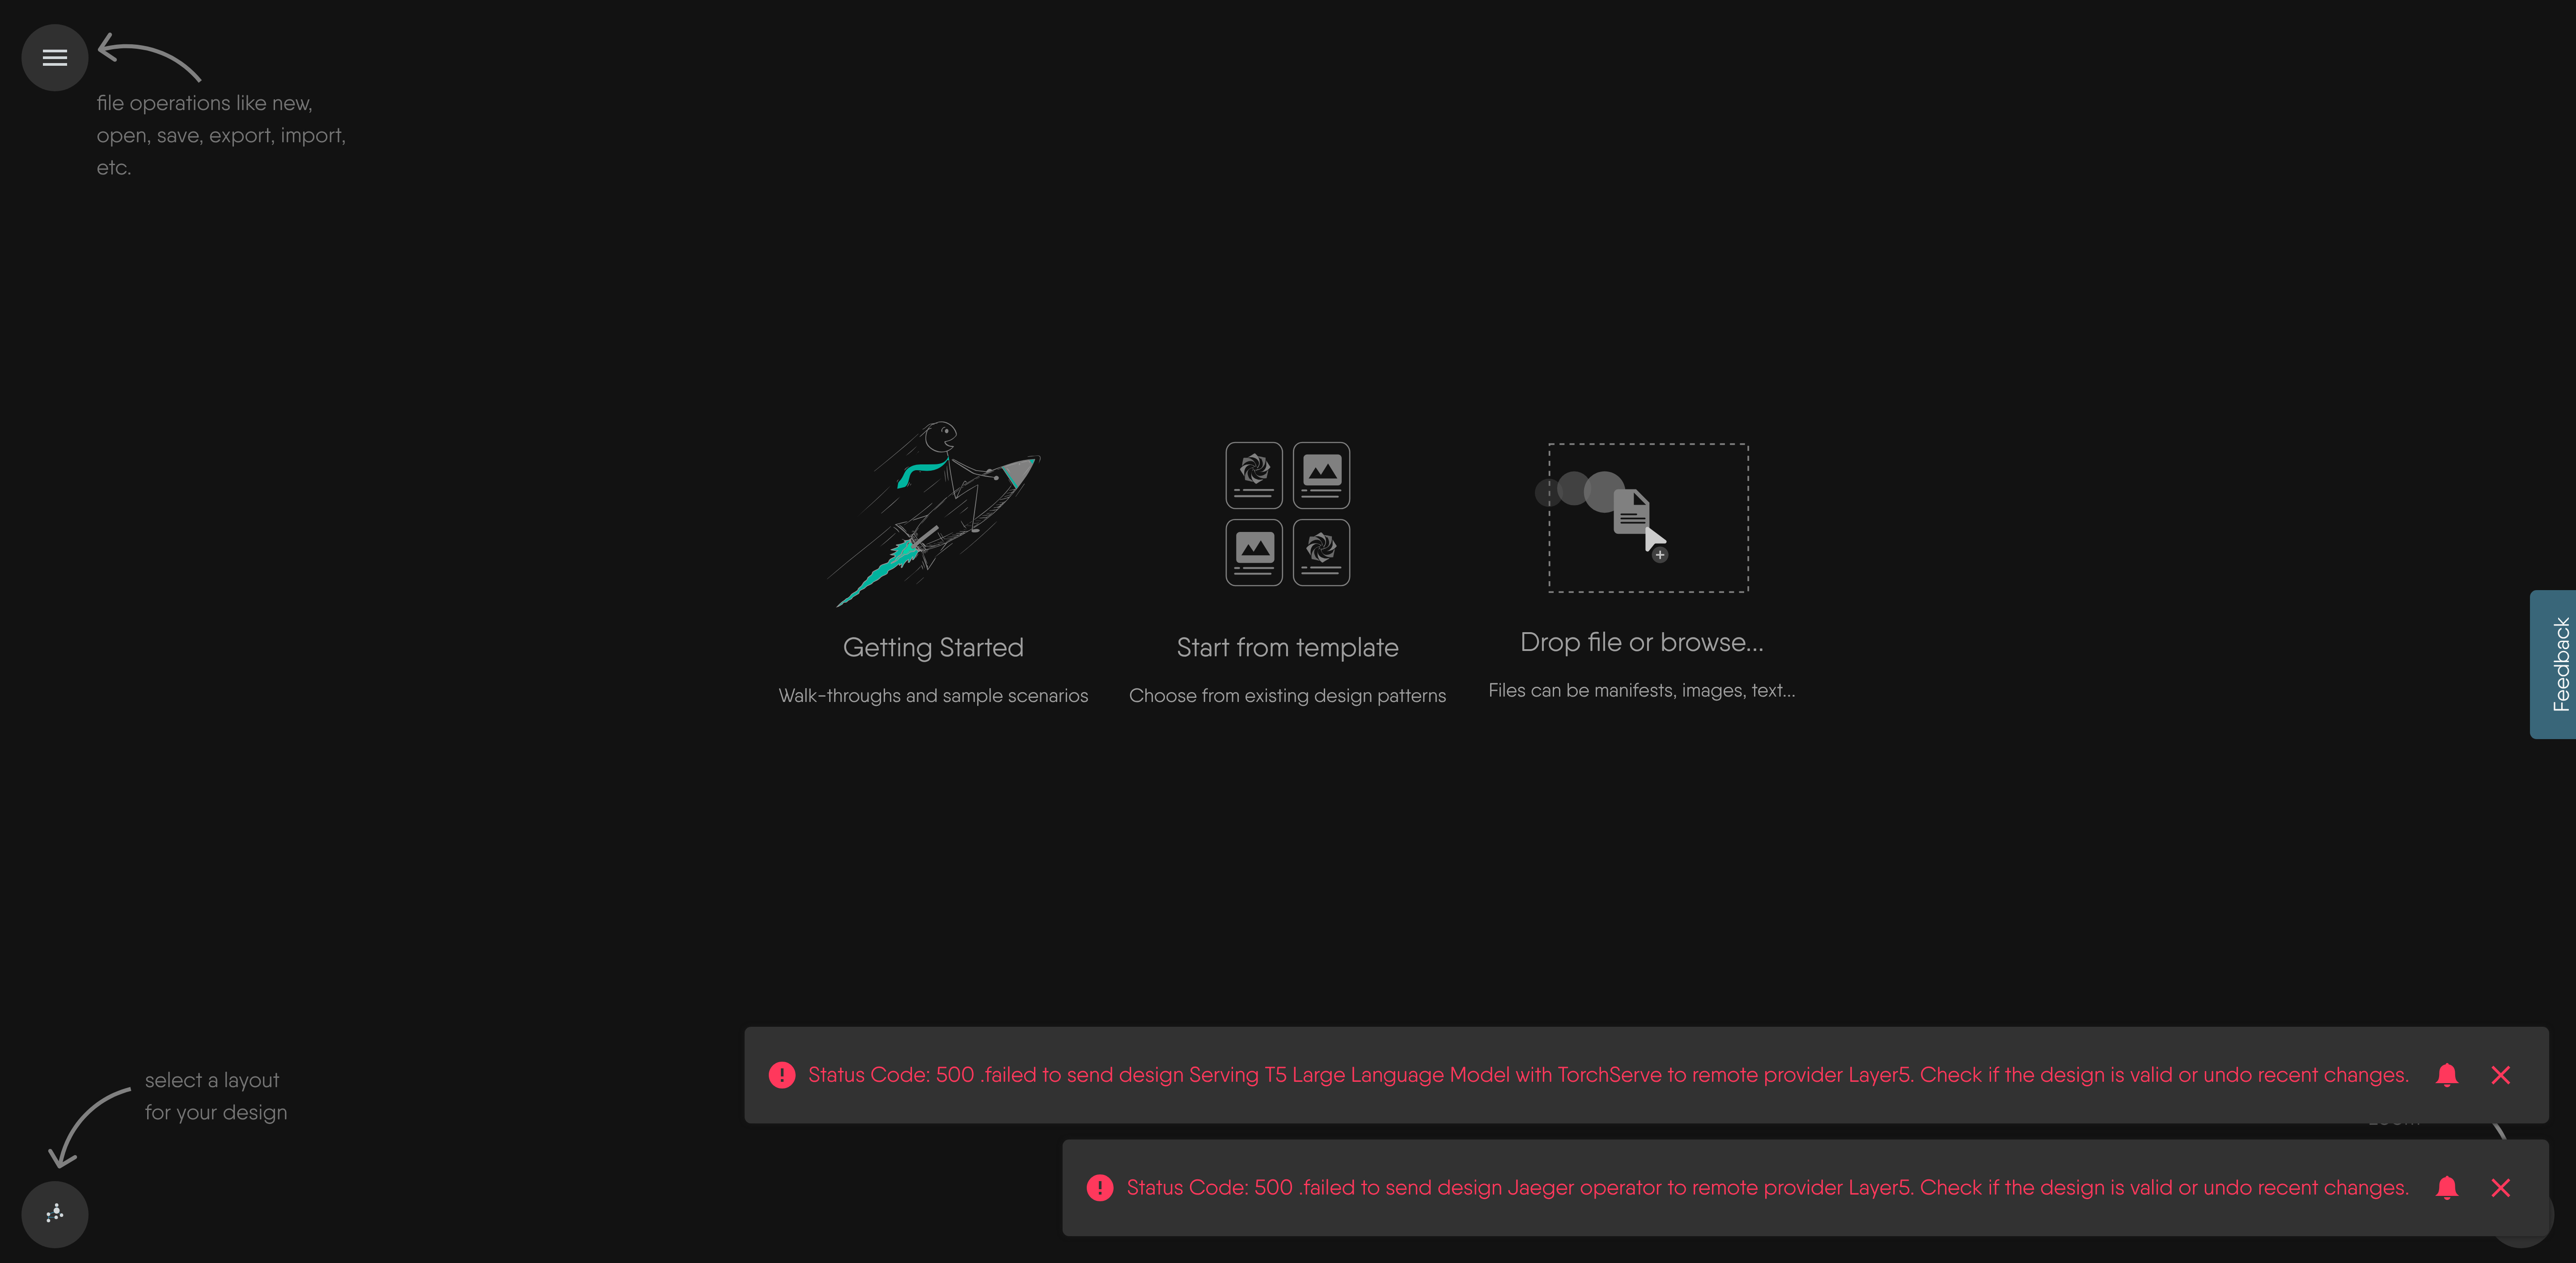 file operations like new,
open, save, export, import,
etc.
Getting Started
Walk-throughs and sample scenarios
Start from template
Choose from existing design patterns
Drop file or browse...
Files can be manifests, images, text...
Feedback
select a layout
for your design
Status Code: 500 .failed to send design Serving T5 Large Language Model with TorchServe to remote provider Layer5. Check if the design is valid or undo recent changes.
Status Code: 500 .failed to send design Jaeger operator to remote provider Layer5. Check if the design is valid or undo recent changes.